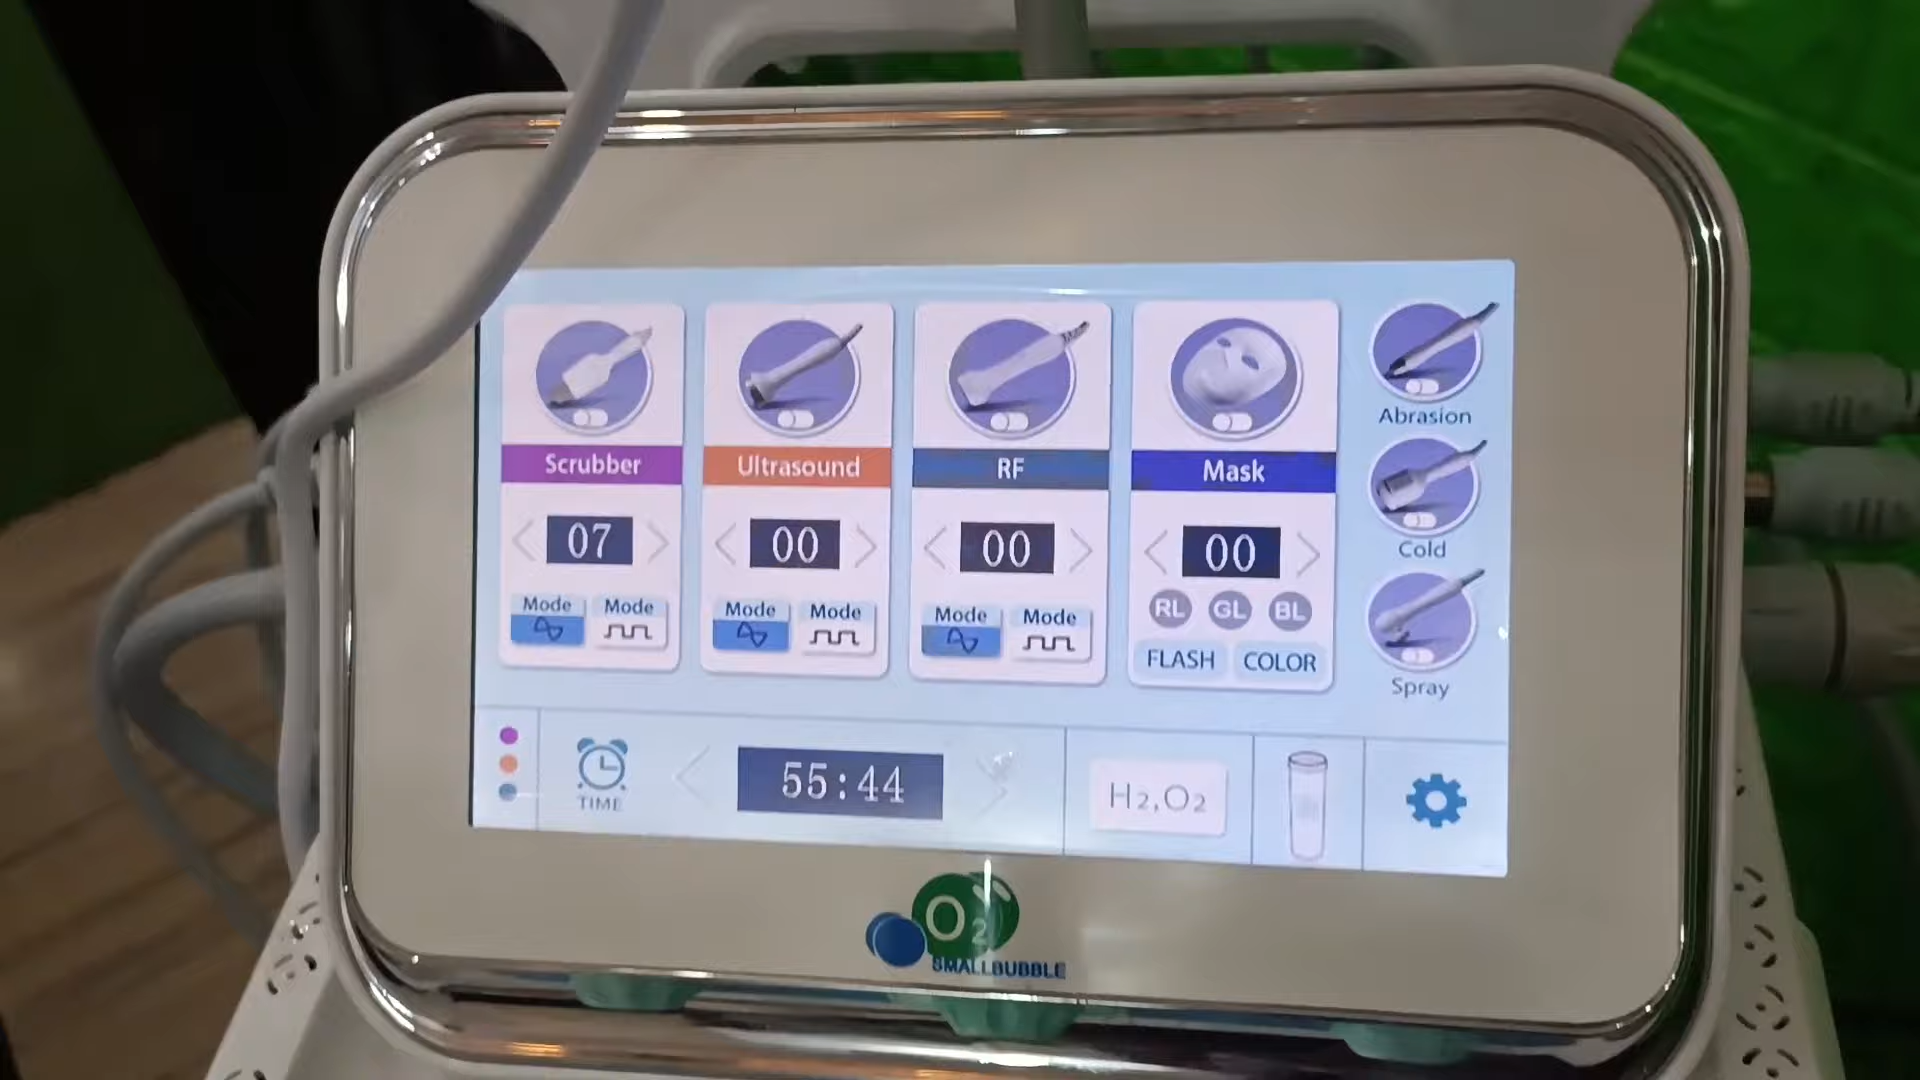 Scrubber
07
Mode Mode
Ultrasound
00
Mode Mode
RF
00
Mode Mode
Mask
00
RL GL BL
FLASH COLOR
Abrasion
Cold
Spray
TIME
55:44
H2,O2
O2
SMALLBUBBLE